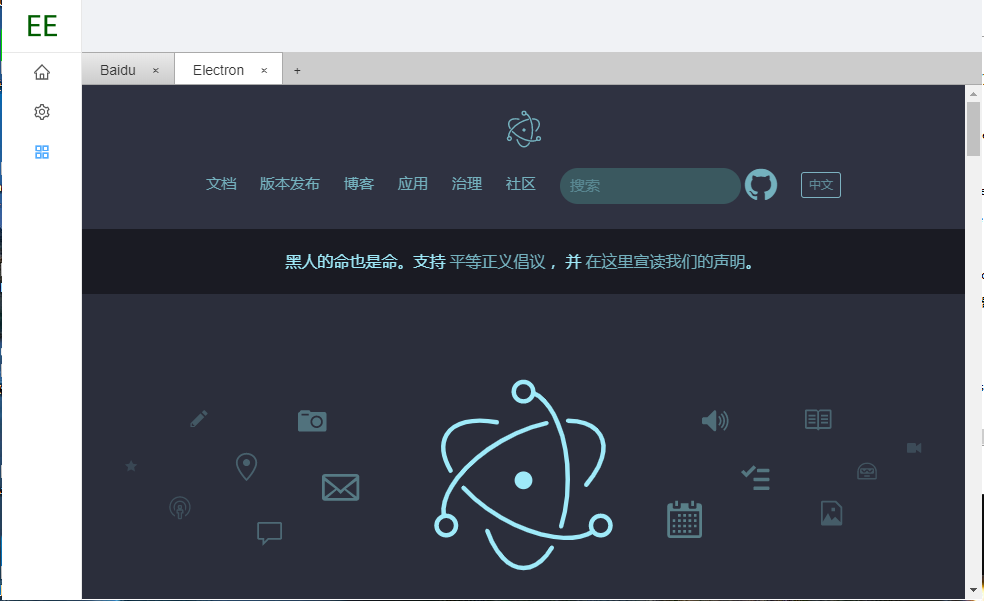 EE
Baidu × Electron × +
文档 版本发布 博客 应用 治理 社区 搜索 中文
黑人的命也是命。支持 平等正义倡议 ，并 在这里宣读我们的声明。